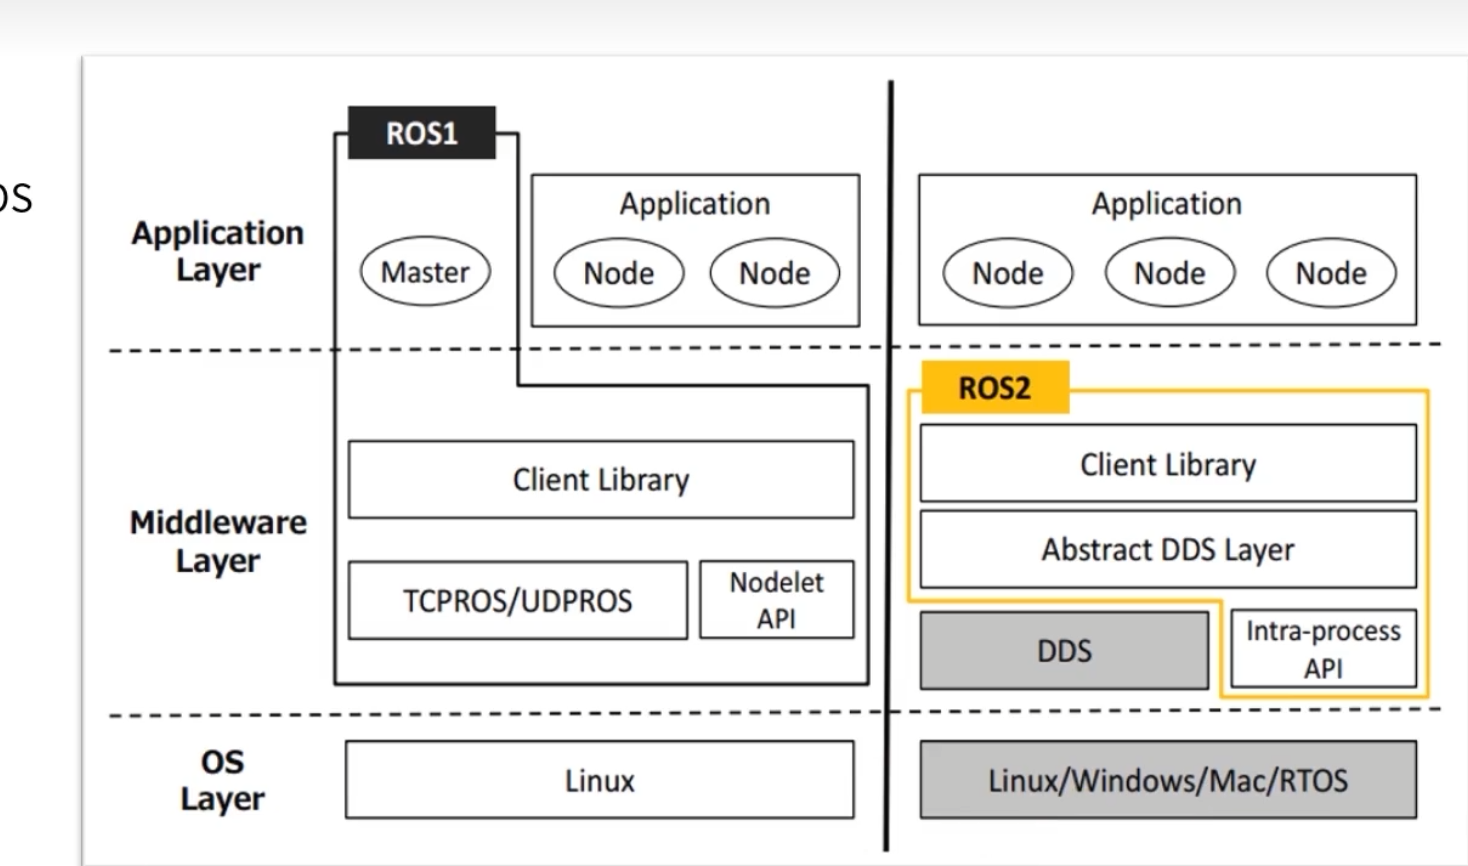 OS
ROS1
Application
Layer
Master
Application
Node
Node
Application
Node
Node
Node
Middleware
Layer
Client Library
TCPROS/UDPROS
Nodelet
API
ROS2
Client Library
Abstract DDS Layer
DDS
Intra-process
API
OS
Layer
Linux
Linux/Windows/Mac/RTOS